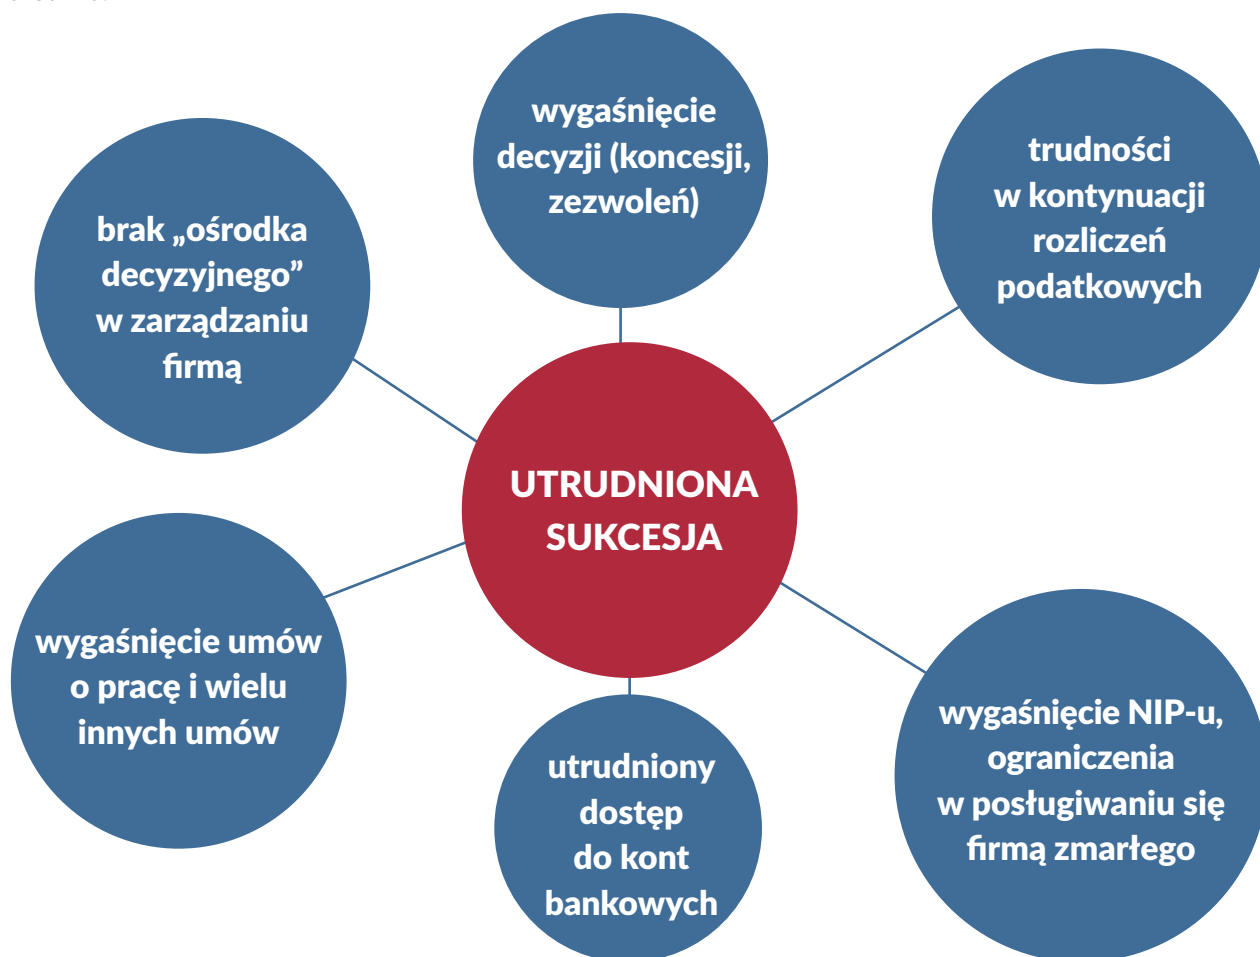 wygaśnięcie
decyzji (koncesji,
zezwoleń)
trudności
w kontynuacji
rozliczeń
podatkowych
brak „ośrodka
decyzyjnego”
w zarządzaniu
firmą
UTRUDNIONA
SUKCESJA
wygaśnięcie umów
o pracę i wielu
innych umów
utrudniony
dostęp
do kont
bankowych
wygaśnięcie NIP-u,
ograniczenia
w posługiwaniu się
firmą zmarłego